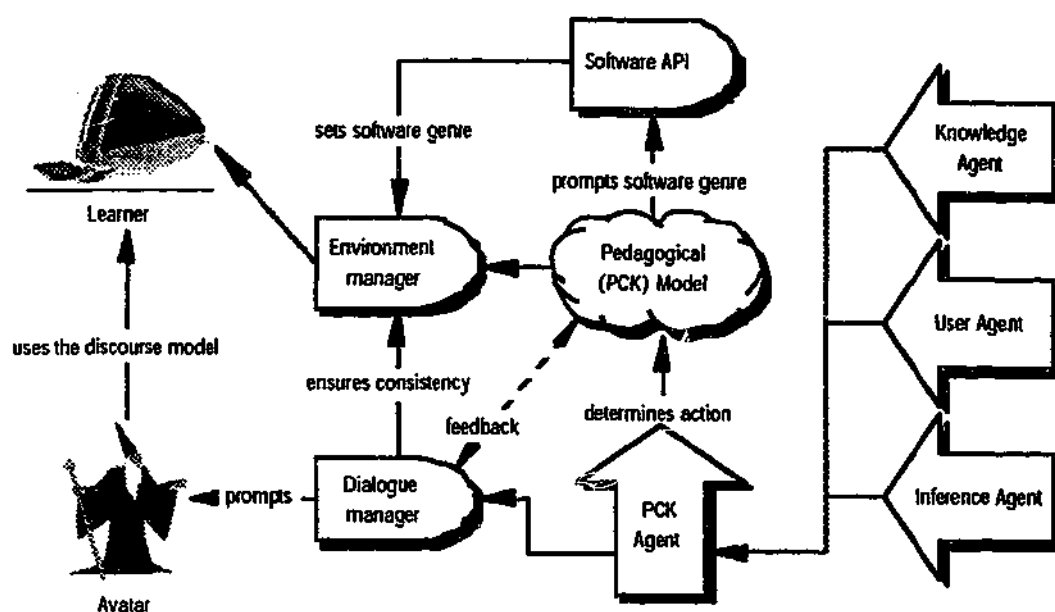 Software API
Knowledge
Agent
sets software genre
prompts software genre
Learner
Environment
manager
Pedagogical
(PCK) Model
User Agent
uses the discourse model
ensures consistency
feedback
determines action
prompts
Dialogue
manager
PCK
Agent
Inference Agent
Avatar